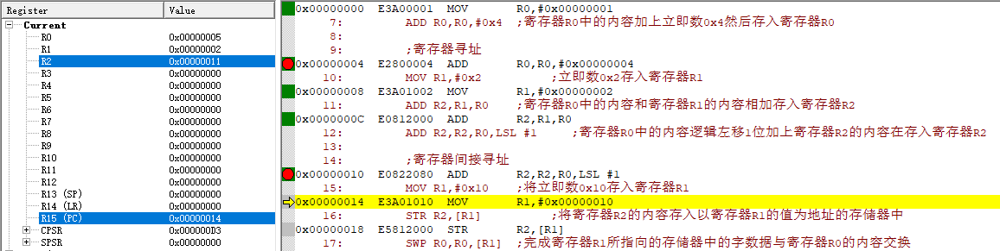 Register Value
Current
R0 0x00000005
R1 0x00000002
R2 0x00000011
R3 0x00000000
R4 0x00000000
R5 0x00000000
R6 0x00000000
R7 0x00000000
R8 0x00000000
R9 0x00000000
R10 0x00000000
R11 0x00000000
R12 0x00000000
R13 (SP) 0x00000000
R14 (LR) 0x00000000
R15 (PC) 0x00000014
CPSR 0x000000D3
SPSR 0x00000000
0x00000000 E3A00001 MOV R0,#0x00000001
7: ADD R0,R0,#0x4 ;寄存器R0中的内容加上立即数0x4然后存入寄存器R0
8:
9: ;寄存器寻址
0x00000004 E2800004 ADD R0,R0,#0x00000004
10: MOV R1,#0x2 ;立即数0x2存入寄存器R1
0x00000008 E3A01002 MOV R1,#0x00000002
11: ADD R2,R1,R0 ;寄存器R0中的内容和寄存器R1的内容相加存入寄存器R2
0x0000000C E0812000 ADD R2,R1,R0
12: ADD R2,R2,R0,LSL #1 ;寄存器R0中的内容逻辑左移1位加上寄存器R2的内容在存入寄存器R2
13:
14: ;寄存器间接寻址
0x00000010 E0822080 ADD R2,R2,R0,LSL #1
15: MOV R1,#0x10 ;将立即数0x10存入寄存器R1
0x00000014 E3A01010 MOV R1,#0x00000010
16: STR R2,[R1] ;将寄存器R2的内容存入以寄存器R1的值为地址的存储器中
0x00000018 E5812000 STR R2,[R1]
17: SWP R0,R0,[R1] ;完成寄存器R1所指向的存储器中的字数据与寄存器R0的内容交换